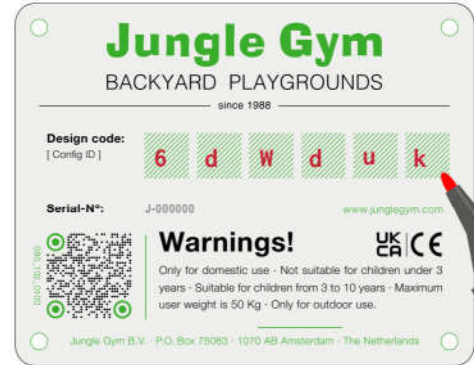 Jungle Gym
BACKYARD PLAYGROUNDS
since 1988
Design code:
[ Config ID ]
6 d W d u k
Serial-Nº: J-000000 www.junglegym.com
Warnings!
UK CA CE
Only for domestic use · Not suitable for children under 3
years · Suitable for children from 3 to 10 years · Maximum
user weight is 50 Kg · Only for outdoor use.
Jungle Gym B.V. · P.O. Box 75063 · 1070 AB Amsterdam · The Netherlands